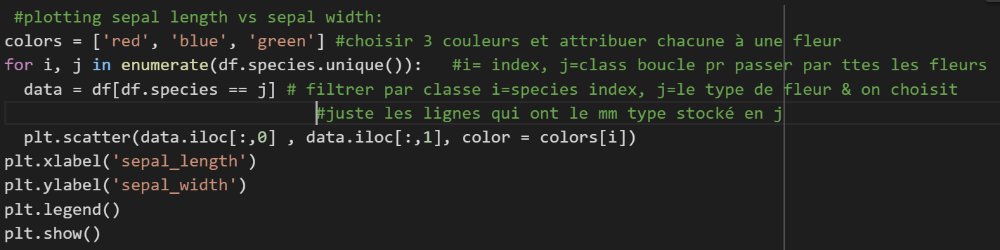 #plotting sepal length vs sepal width:
colors = ['red', 'blue', 'green'] #choisir 3 couleurs et attribuer chacune à une fleur
for i, j in enumerate(df.species.unique()):   #i= index, j=class boucle pr passer par ttes les fleurs
  data = df[df.species == j] # filtrer par classe i=species index, j=le type de fleur & on choisit
                                #juste les lignes qui ont le mm type stocké en j
  plt.scatter(data.iloc[:,0] , data.iloc[:,1], color = colors[i])
plt.xlabel('sepal_length')
plt.ylabel('sepal_width')
plt.legend()
plt.show()